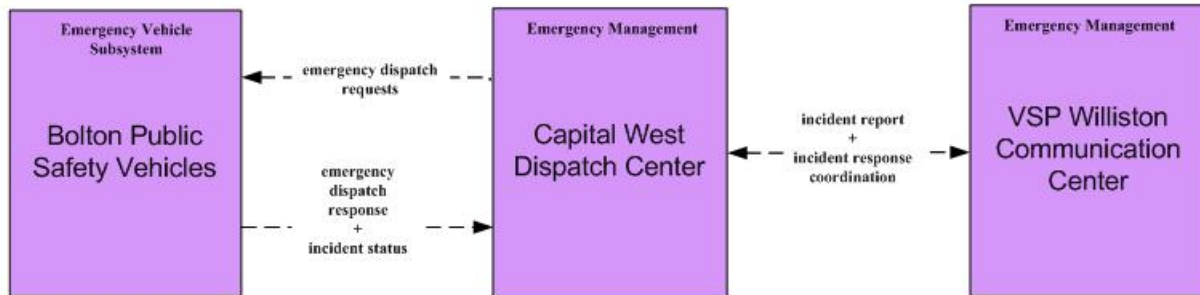 Emergency Vehicle
Subsystem
Bolton Public
Safety Vehicles
emergency dispatch
requests
emergency
dispatch
response
+
incident status
Emergency Management
Capital West
Dispatch Center
incident report
+
incident response
coordination
Emergency Management
VSP Williston
Communication
Center